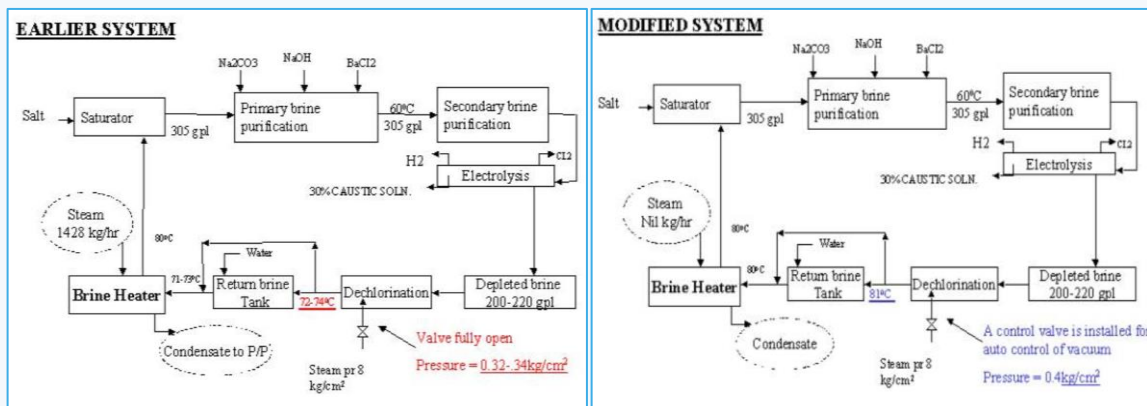 EARLIER SYSTEM
Na2CO3
NaOH
BaCl2
Salt
Saturator
305 gpl
Primary brine
purification
60ºC
305 gpl
Secondary brine
purification
H2
Cl2
Electrolysis
30% CAUSTIC SOLN.
Steam
1428 kg/hr
80ºC
Water
71-73ºC
Brine Heater
Return brine
Tank
72-74ºC
Dechlorination
Depleted brine
200-220 gpl
Condensate to P/P
Valve fully open
Pressure = 0.32-.34kg/cm²
Steam pr 8
kg/cm²
MODIFIED SYSTEM
Na2CO3
NaOH
BaCl2
Salt
Saturator
305 gpl
Primary brine
purification
60ºC
305 gpl
Secondary brine
purification
H2
Cl2
Electrolysis
30% CAUSTIC SOLN.
Steam
Nil kg/hr
80ºC
Water
80ºC
Brine Heater
Return brine
Tank
81ºC
Dechlorination
Depleted brine
200-220 gpl
Condensate
A control valve is installed for
auto control of vacuum
Pressure = 0.4kg/cm²
Steam pr 8
kg/cm²